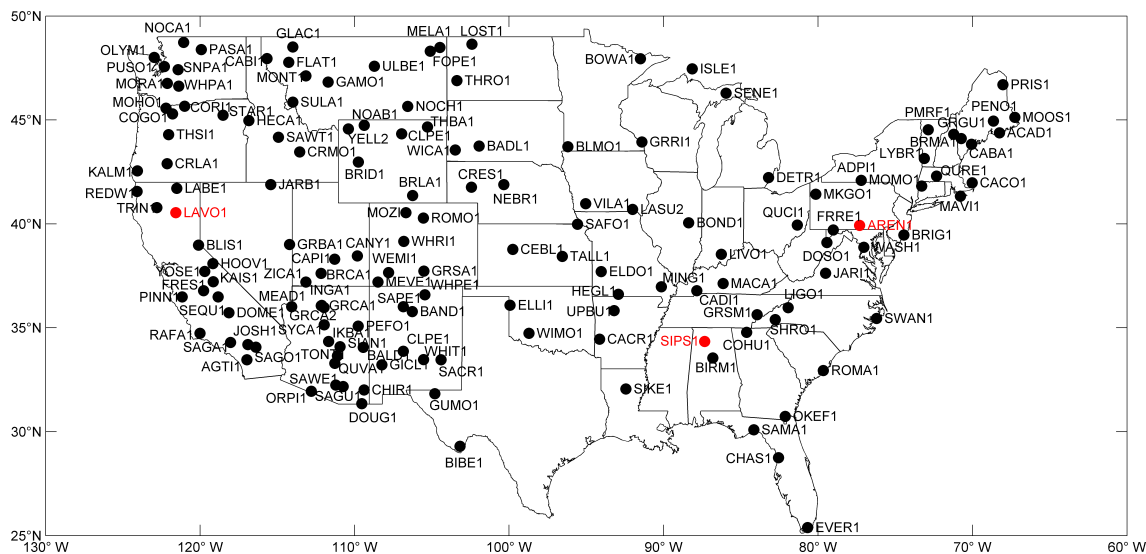 50°N
45°N
40°N
35°N
30°N
25°N
130° W
120° W
110° W
100° W
90° W
80° W
70° W
60° W
NOCA1
OLYM1
PASA1
PUSO1
SNPA1
MORA1
WHPA1
MOHO1
CORI1
COGO1
STAR1
THSI1
HECA1
KALM1
CRLA1
REDW1
LABE1
TRIN1
LAVO1
GLAC1
CABI1
FLAT1
MONT1
GAMO1
ULBE1
MELA1
LOST1
FOPE1
THRO1
SULA1
NOAB1
NOCH1
THBA1
SAWT1
YELL2
CLPE1
WICA1
BADL1
CRMO1
BRID1
JARB1
BRLA1
CRES1
NEBR1
MOZI1
ROMO1
BLIS1
GRBA1
CANY1
WHRI1
CAPI1
WEMI1
HOOV1
YOSE1
ZICA1
BRCA1
MEVE1
GRSA1
KAIS1
FRES1
INGA1
WHPE1
PINN1
MEAD1
GRCA1
SAPE1
SEQU1
DOME1
GRCA2
BAND1
RAFA1
JOSH1
SYCA1
PEFO1
IKBA1
SAGA1
SIAN1
CLPE1
SAGO1
TONT1
BALD1
WHIT1
AGTI1
QUVA1
GICL1
SACR1
SAWE1
CHIR1
ORPI1
SAGU1
DOUG1
GUMO1
BIBE1
BOWA1
ISLE1
SENE1
BLMO1
GRRI1
DETR1
VILA1
LASU2
SAFO1
BOND1
QUCI1
CEBL1
TALL1
LIVO1
ELDO1
MING1
MACA1
HEGL1
CADI1
ELLI1
UPBU1
WIMO1
CACR1
SIPS1
BIRM1
SIKE1
GRSM1
LIGO1
SHRO1
COHU1
SWAN1
ROMA1
OKEF1
SAMA1
CHAS1
EVER1
PRIS1
PENO1
PMRF1
MOOS1
GRGU1
ACAD1
BRMA1
LYBR1
CABA1
ADPI1
MOMO1
QURE1
CACO1
MKGO1
MAVI1
FRRE1
AREN1
BRIG1
DOSO1
WASH1
JARI1